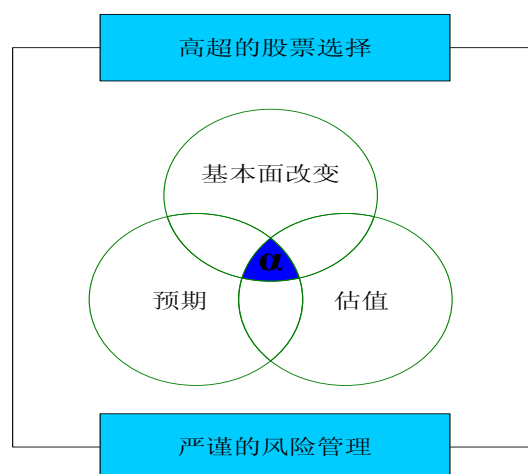 高超的股票选择
基本面改变
α
预期
估值
严谨的风险管理